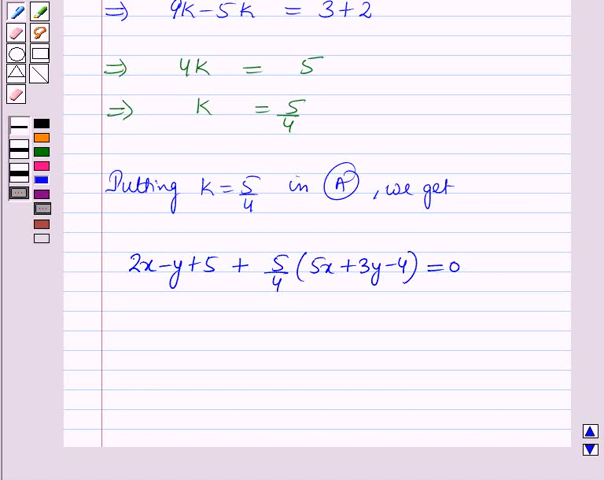 ⇒ 9K-5K = 3+2
⇒ 4K = 5
⇒ K = 5/4
Putting K = 5/4 in (A), we get
2x-y+5 + 5/4 (5x+3y-4) = 0